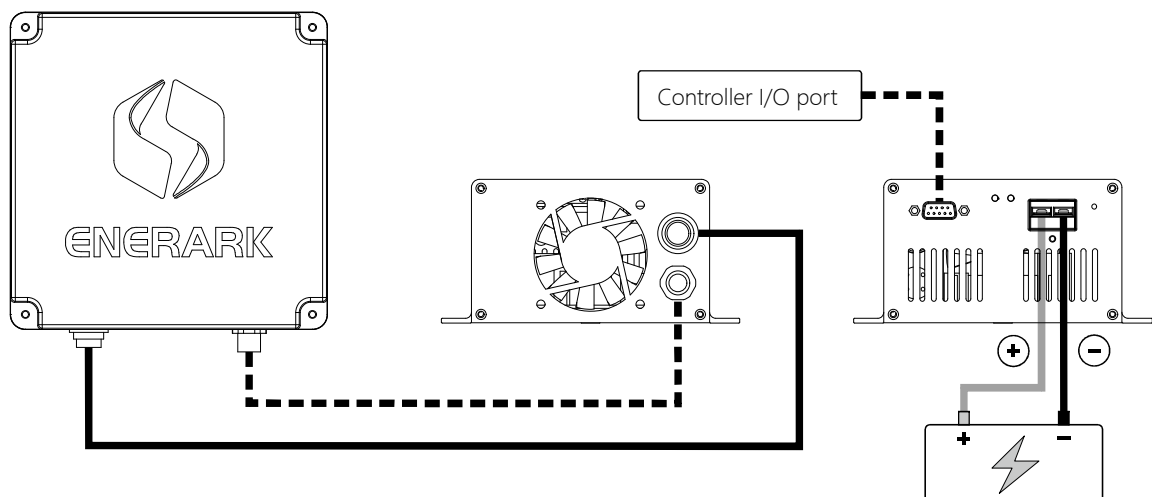 ENERARK
Controller I/O port
+ −
+ −